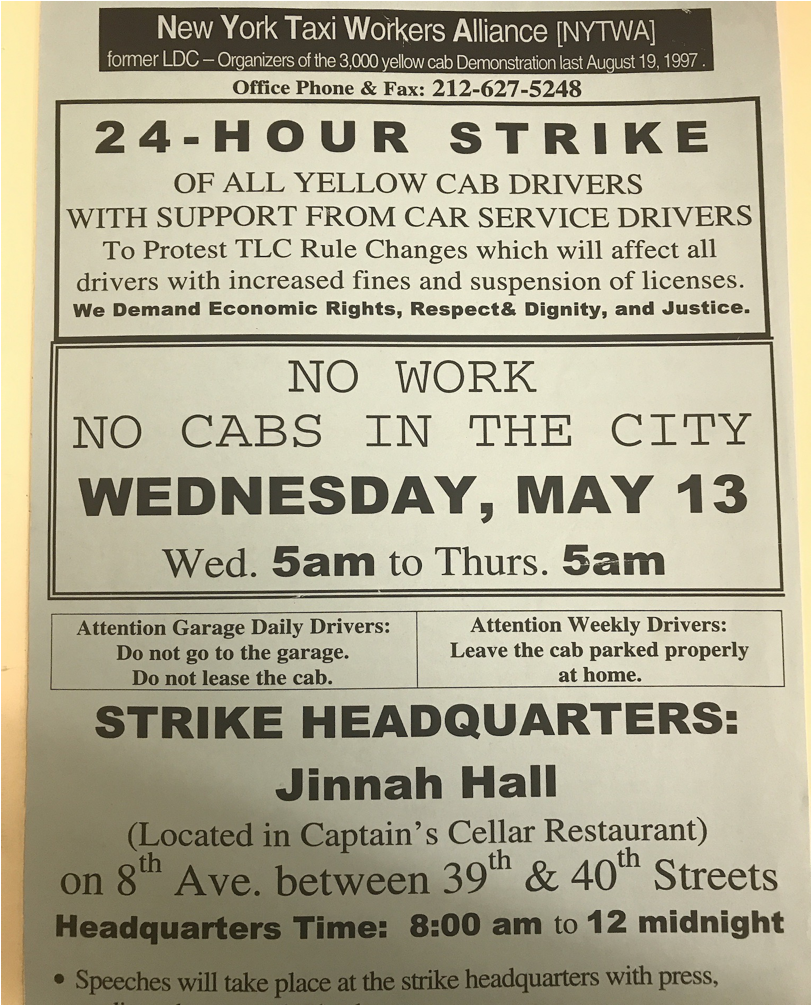 New York Taxi Workers Alliance [NYTWA]
former LDC – Organizers of the 3,000 yellow cab Demonstration last August 19, 1997 .
Office Phone & Fax: 212-627-5248
24-HOUR STRIKE
OF ALL YELLOW CAB DRIVERS
WITH SUPPORT FROM CAR SERVICE DRIVERS
To Protest TLC Rule Changes which will affect all
drivers with increased fines and suspension of licenses.
We Demand Economic Rights, Respect& Dignity, and Justice.
NO WORK
NO CABS IN THE CITY
WEDNESDAY, MAY 13
Wed. 5am to Thurs. 5am
Attention Garage Daily Drivers:
Do not go to the garage.
Do not lease the cab.
Attention Weekly Drivers:
Leave the cab parked properly
at home.
STRIKE HEADQUARTERS:
Jinnah Hall
(Located in Captain's Cellar Restaurant)
on 8th Ave. between 39th & 40th Streets
Headquarters Time: 8:00 am to 12 midnight
• Speeches will take place at the strike headquarters with press,